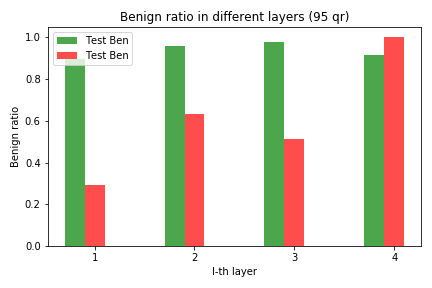 Benign ratio in different layers (95 qr)
Test Ben
Test Ben
Benign ratio
1.0
0.8
0.6
0.4
0.2
0.0
1 2 3 4
l-th layer